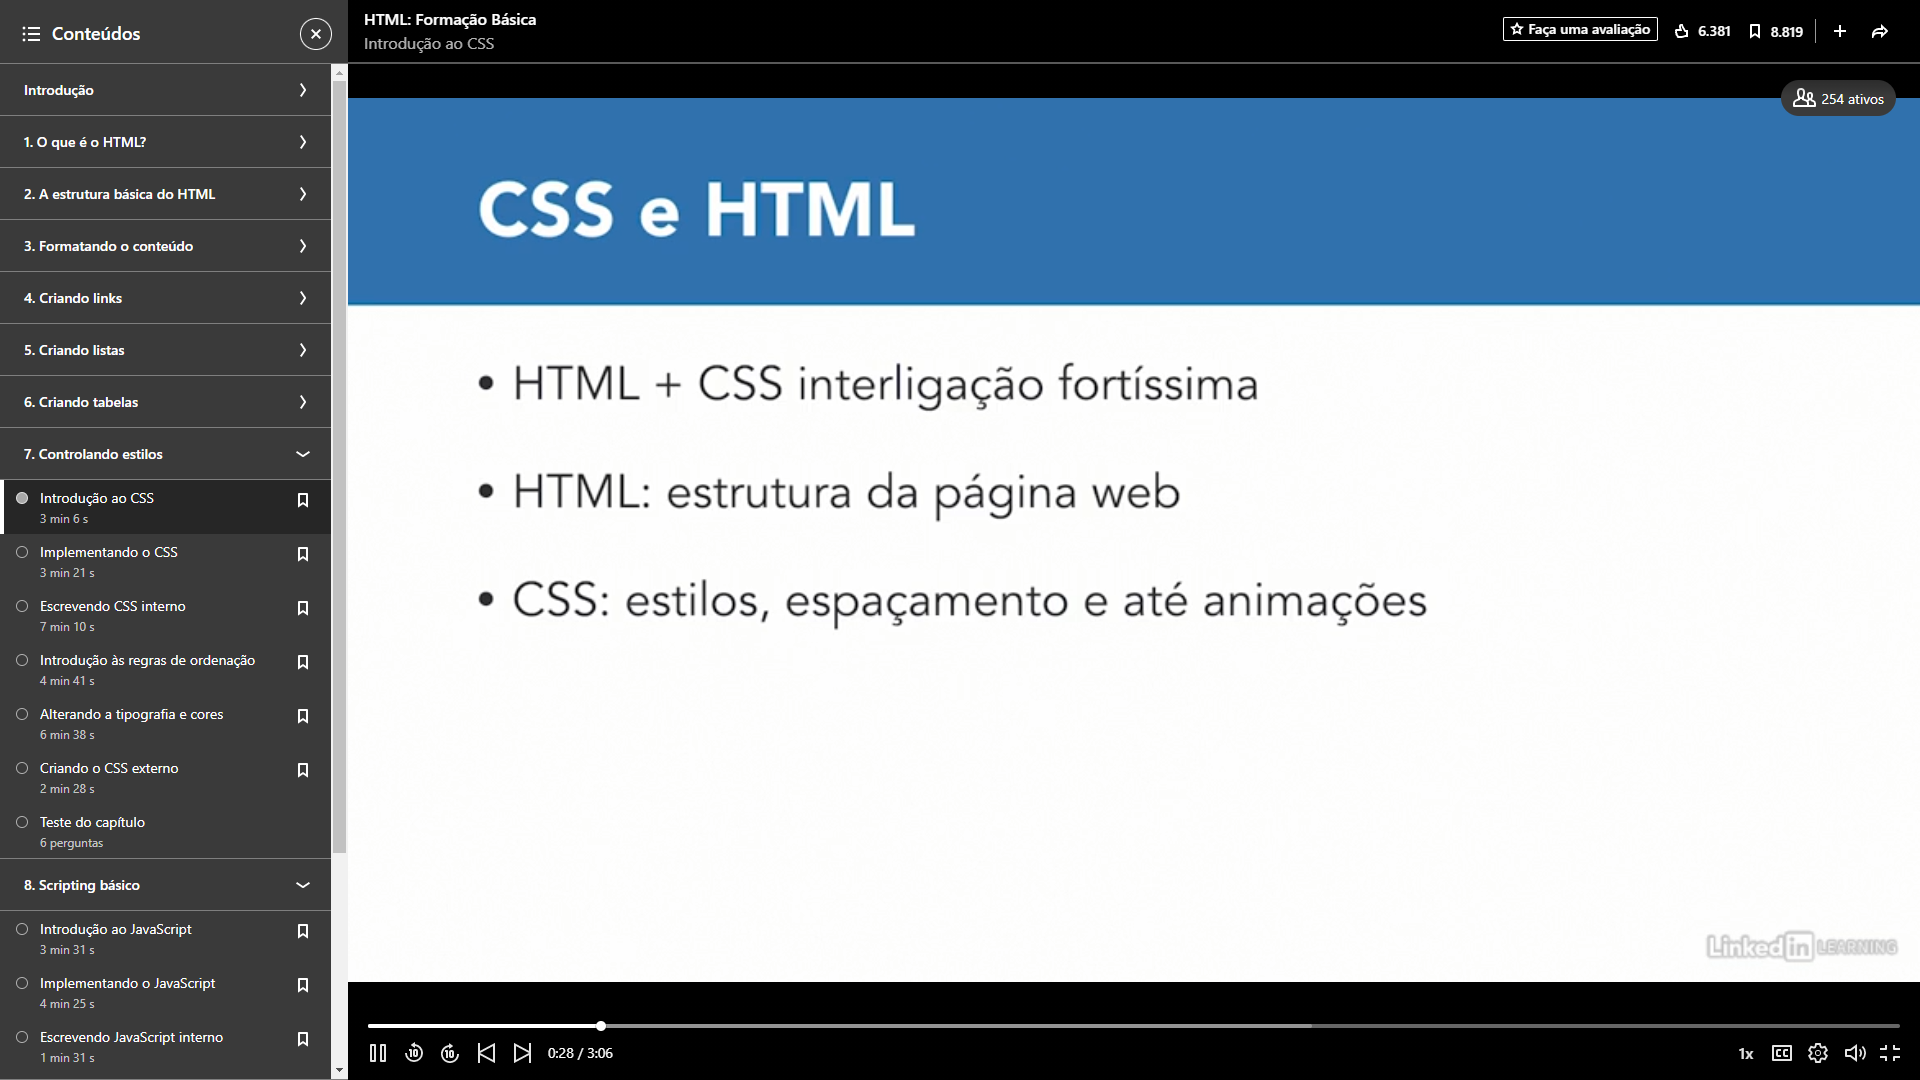 Conteúdos
Introdução
1. O que é o HTML?
2. A estrutura básica do HTML
3. Formatando o conteúdo
4. Criando links
5. Criando listas
6. Criando tabelas
7. Controlando estilos
Introdução ao CSS
3 min 6 s
Implementando o CSS
3 min 21 s
Escrevendo CSS interno
7 min 10 s
Introdução às regras de ordenação
4 min 41 s
Alterando a tipografia e cores
6 min 38 s
Criando o CSS externo
2 min 28 s
Teste do capítulo
6 perguntas
8. Scripting básico
Introdução ao JavaScript
3 min 31 s
Implementando o JavaScript
4 min 25 s
Escrevendo JavaScript interno
1 min 31 s
HTML: Formação Básica
Introdução ao CSS
Faça uma avaliação
6.381
8.819
254 ativos
CSS e HTML
• HTML + CSS interligação fortíssima
• HTML: estrutura da página web
• CSS: estilos, espaçamento e até animações
Linked in LEARNING
10
10
0:28 / 3:06
1x
CC